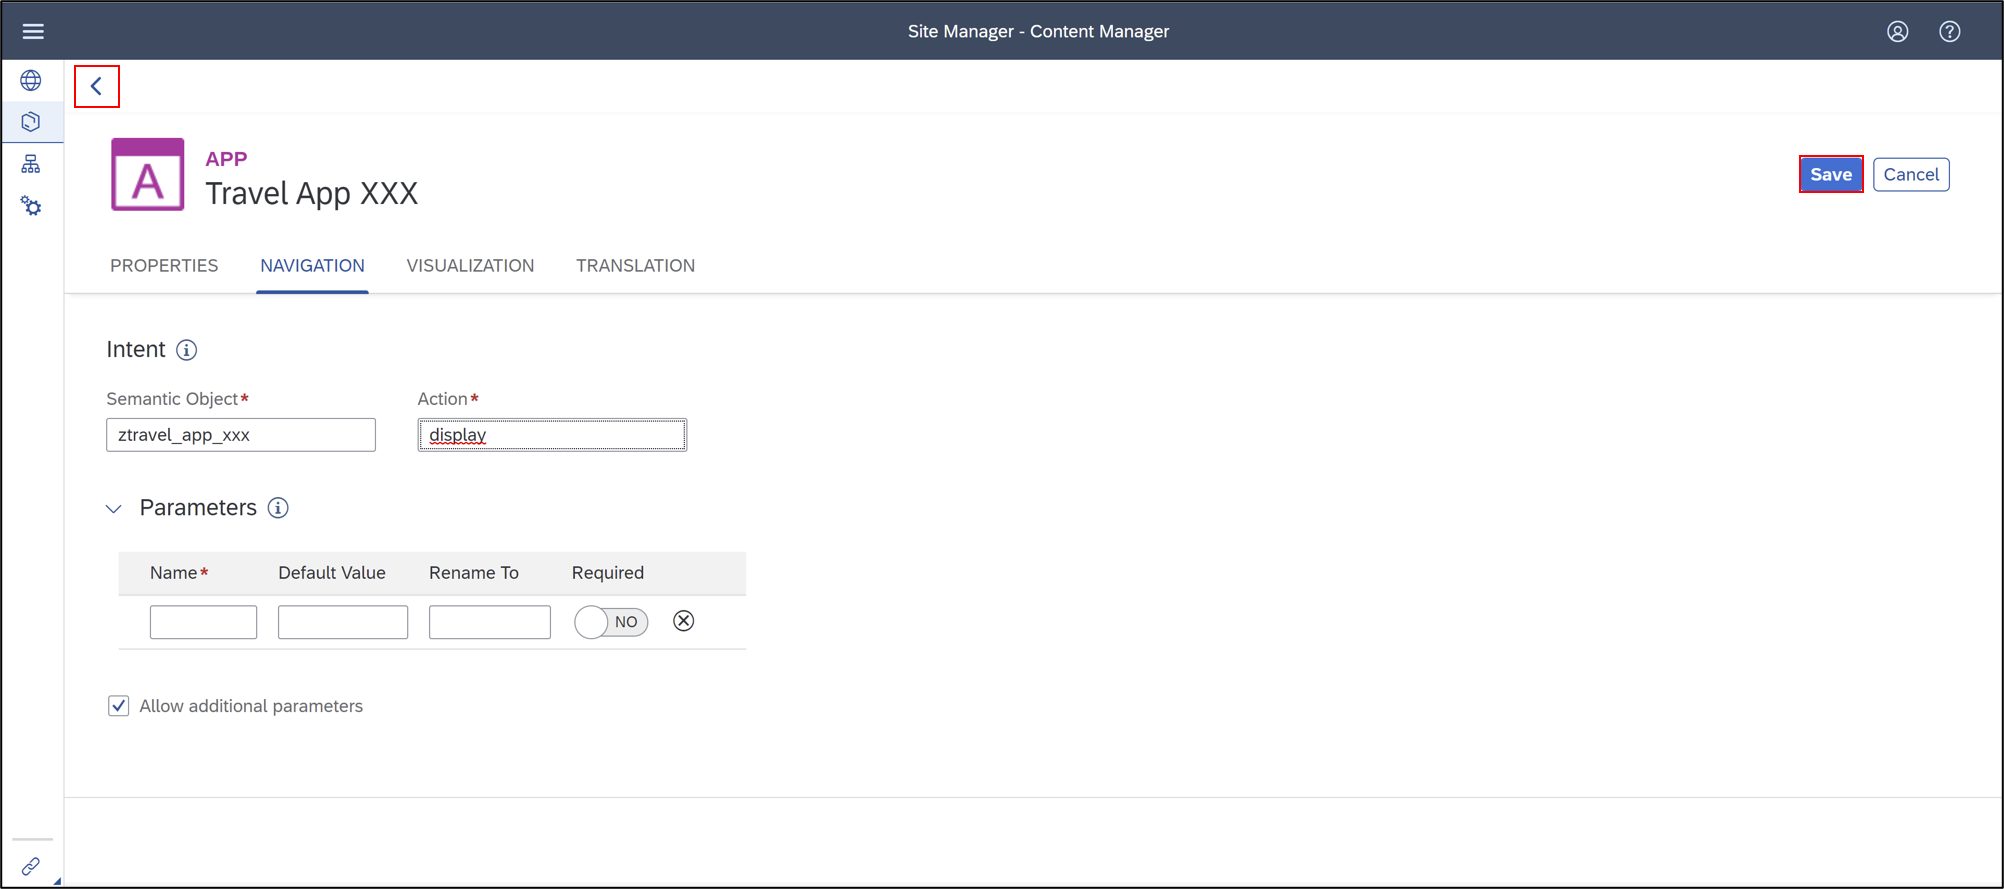 Site Manager - Content Manager
APP
Travel App XXX
Save Cancel
PROPERTIES NAVIGATION VISUALIZATION TRANSLATION
Intent
Semantic Object* Action*
ztravel_app_xxx display
Parameters
Name* Default Value Rename To Required
NO
Allow additional parameters